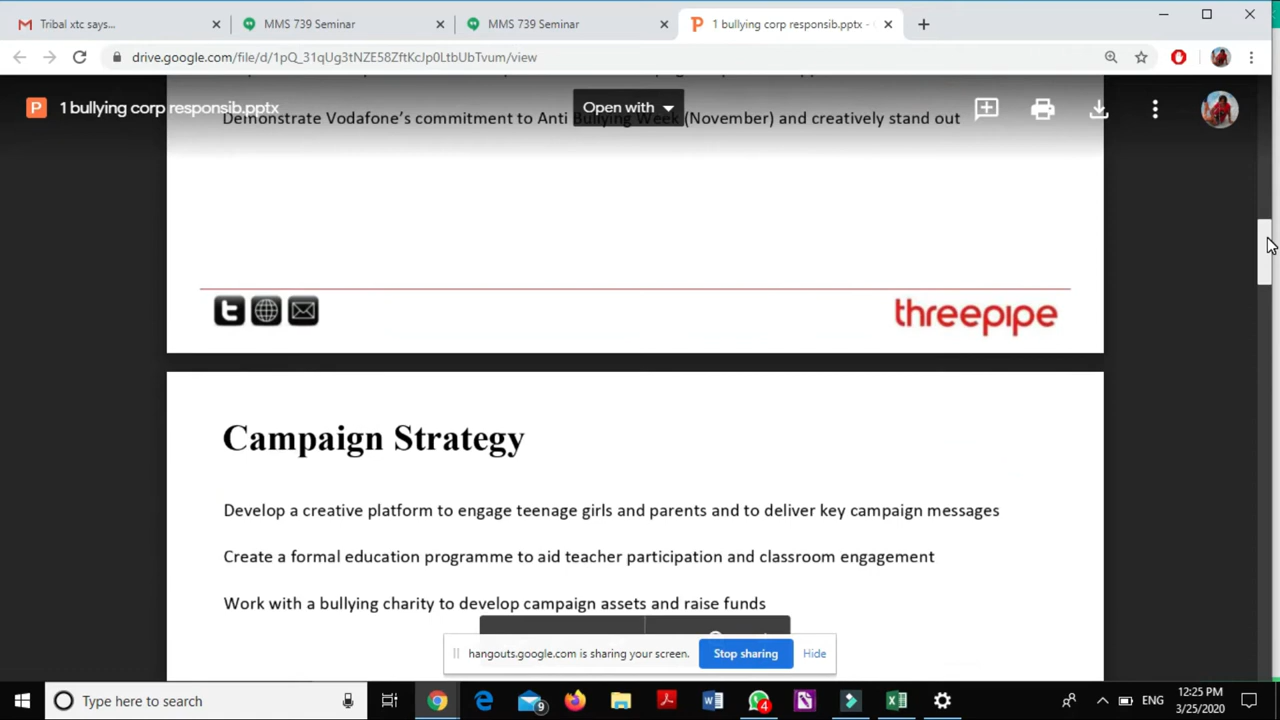 Tribal xtc says...
MMS 739 Seminar
MMS 739 Seminar
1 bullying corp responsib.pptx -
drive.google.com/file/d/1pQ_31qUg3tNZE58ZftKcJp0LtbUbTvum/view
P 1 bullying corp responsib.pptx
Open with
Demonstrate Vodafone's commitment to Anti Bullying Week (November) and creatively stand out
threepipe
Campaign Strategy
Develop a creative platform to engage teenage girls and parents and to deliver key campaign messages
Create a formal education programme to aid teacher participation and classroom engagement
Work with a bullying charity to develop campaign assets and raise funds
hangouts.google.com is sharing your screen.
Stop sharing
Hide
Type here to search
9
4
ENG
12:25 PM
3/25/2020